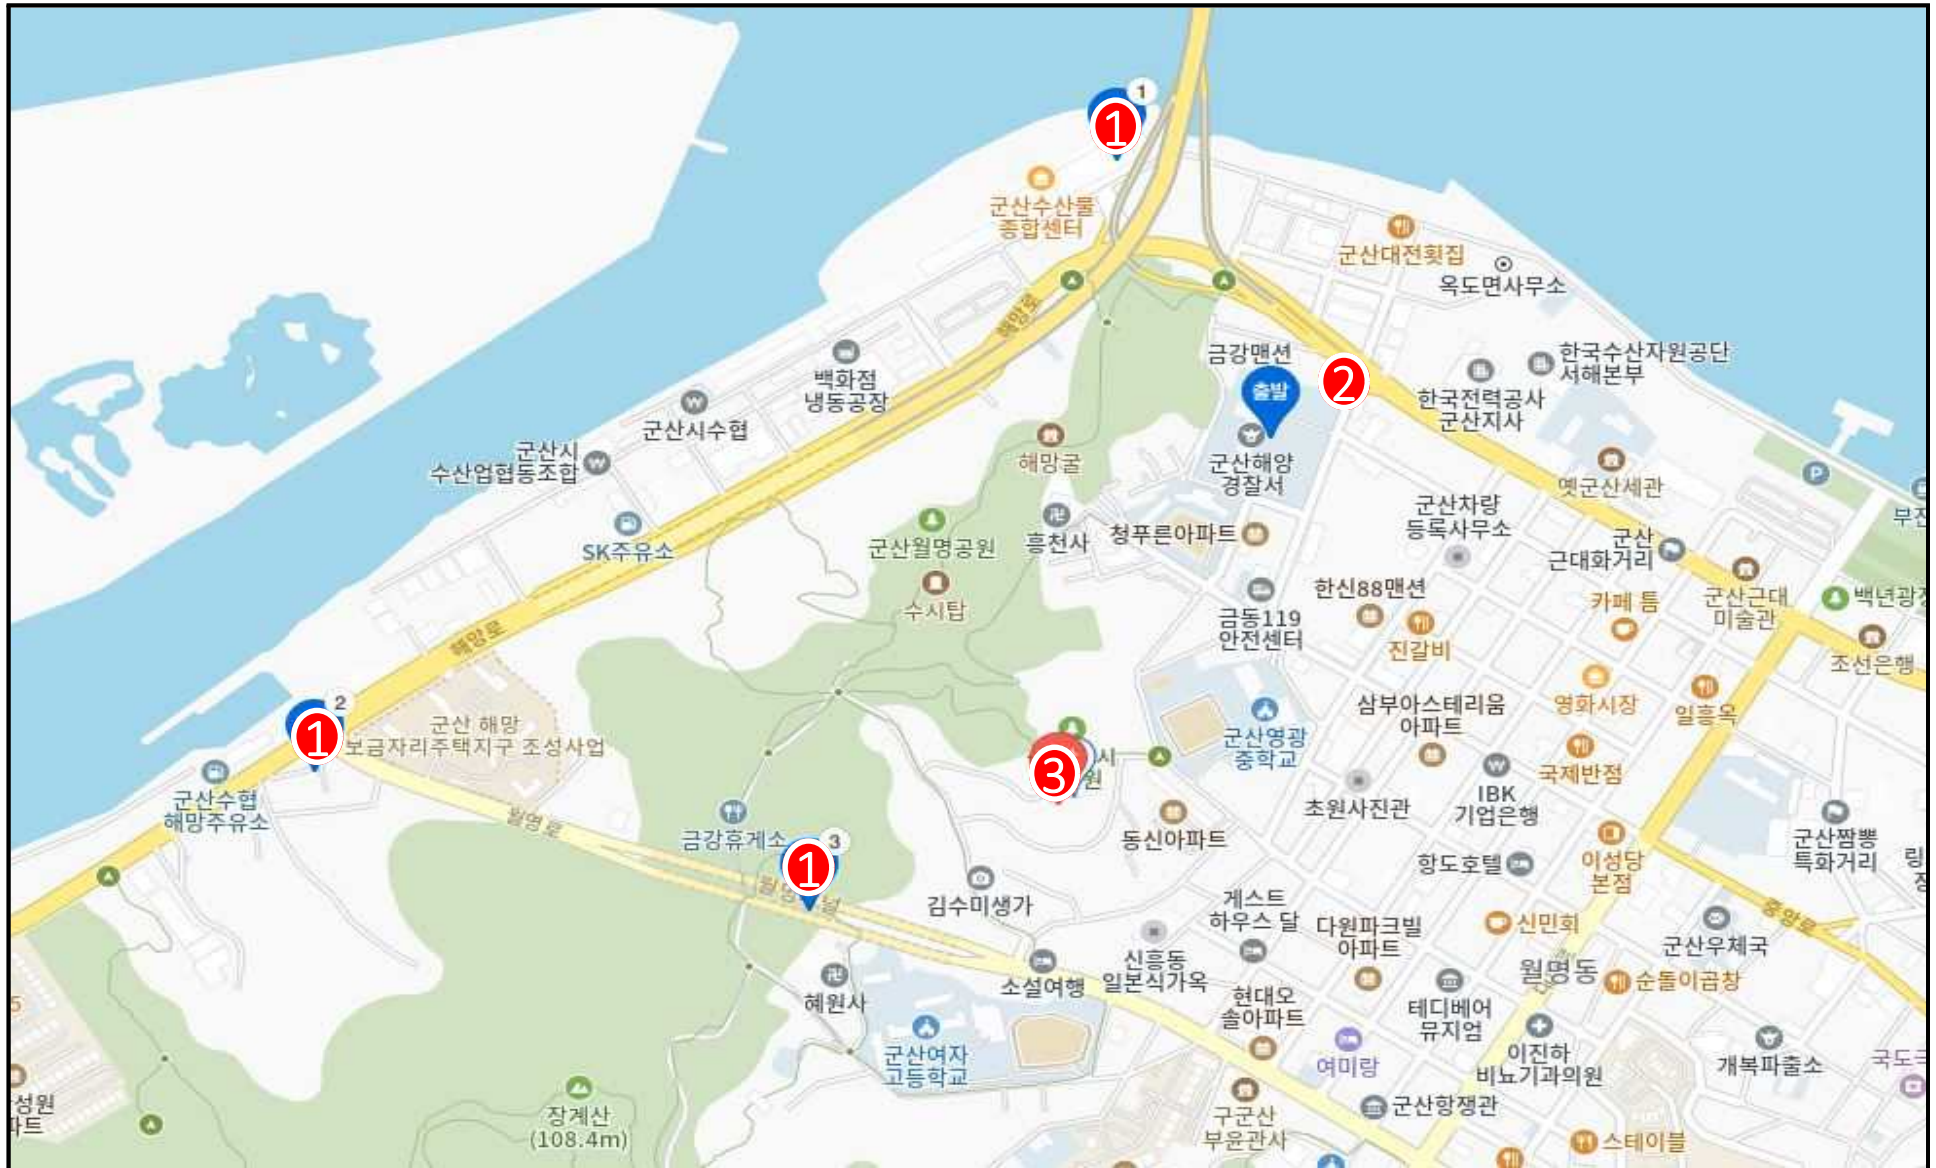 1
1
군산수산물
종합센터
군산대전횟집
옥도면사무소
해망로
금강맨션
2
출발
한국수산자원공단
서해본부
한국전력공사
군산지사
백화점
냉동공장
군산시수협
군산시
수산업협동조합
해망굴
군산해양
경찰서
옛군산세관
P
군산차량
등록사무소
SK주유소
군산월명공원
흥천사
청푸른아파트
군산
근대화거리
수시탑
금동119
안전센터
한신88맨션
카페 틈
군산근대
미술관
진갈비
조선은행
해망로
2
1
군산 해망
보금자리주택지구 조성사업
군산영광
중학교
삼부아스테리움
아파트
영화시장
일흥옥
3
시
원
국제반점
군산수협
해망주유소
월명로
금강휴게소
동신아파트
초원사진관
IBK
기업은행
군산짬뽕
특화거리
3
1
항도호텔
이성당
본점
김수미생가
게스트
하우스 달
다원파크빌
아파트
신민회
군산우체국
중앙로
소설여행
신흥동
일본식가옥
월명동
순돌이곱창
혜원사
현대오
솔아파트
테디베어
뮤지엄
군산여자
고등학교
여미랑
이진하
비뇨기과의원
개복파출소
장계산
(108.4m)
구군산
부윤관사
군산항쟁관
스테이블